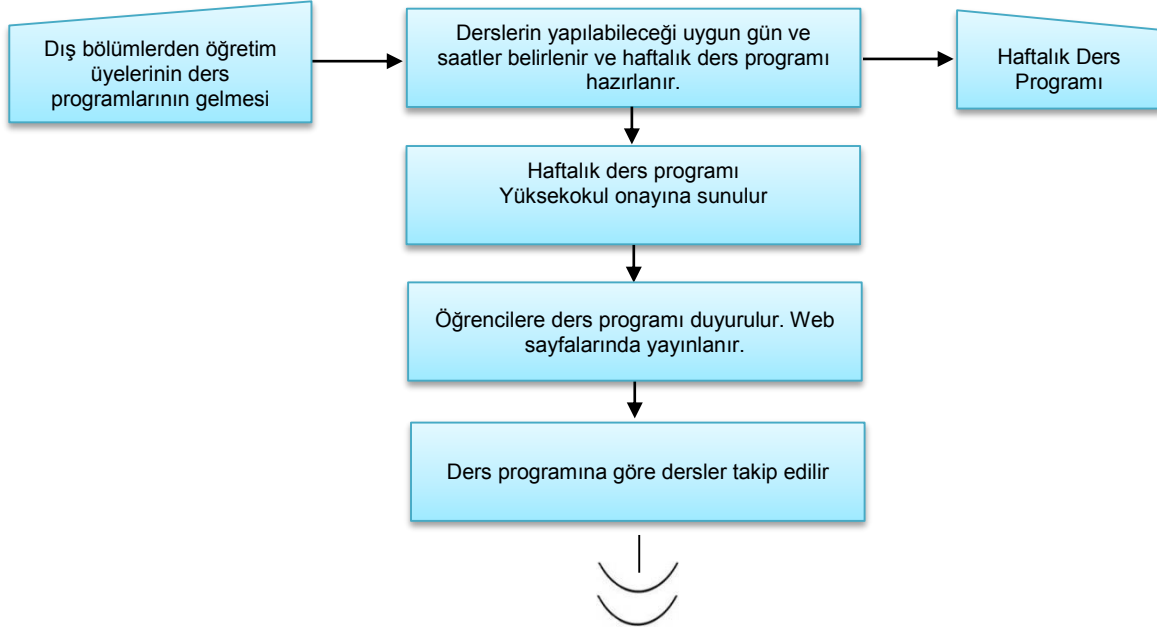 Dış bölümlerden öğretim
üyelerinin ders
programlarının gelmesi
Derslerin yapılabileceği uygun gün ve
saatler belirlenir ve haftalık ders programı
hazırlanır.
Haftalık Ders
Programı
Haftalık ders programı
Yüksekokul onayına sunulur
Öğrencilere ders programı duyurulur. Web
sayfalarında yayınlanır.
Ders programına göre dersler takip edilir